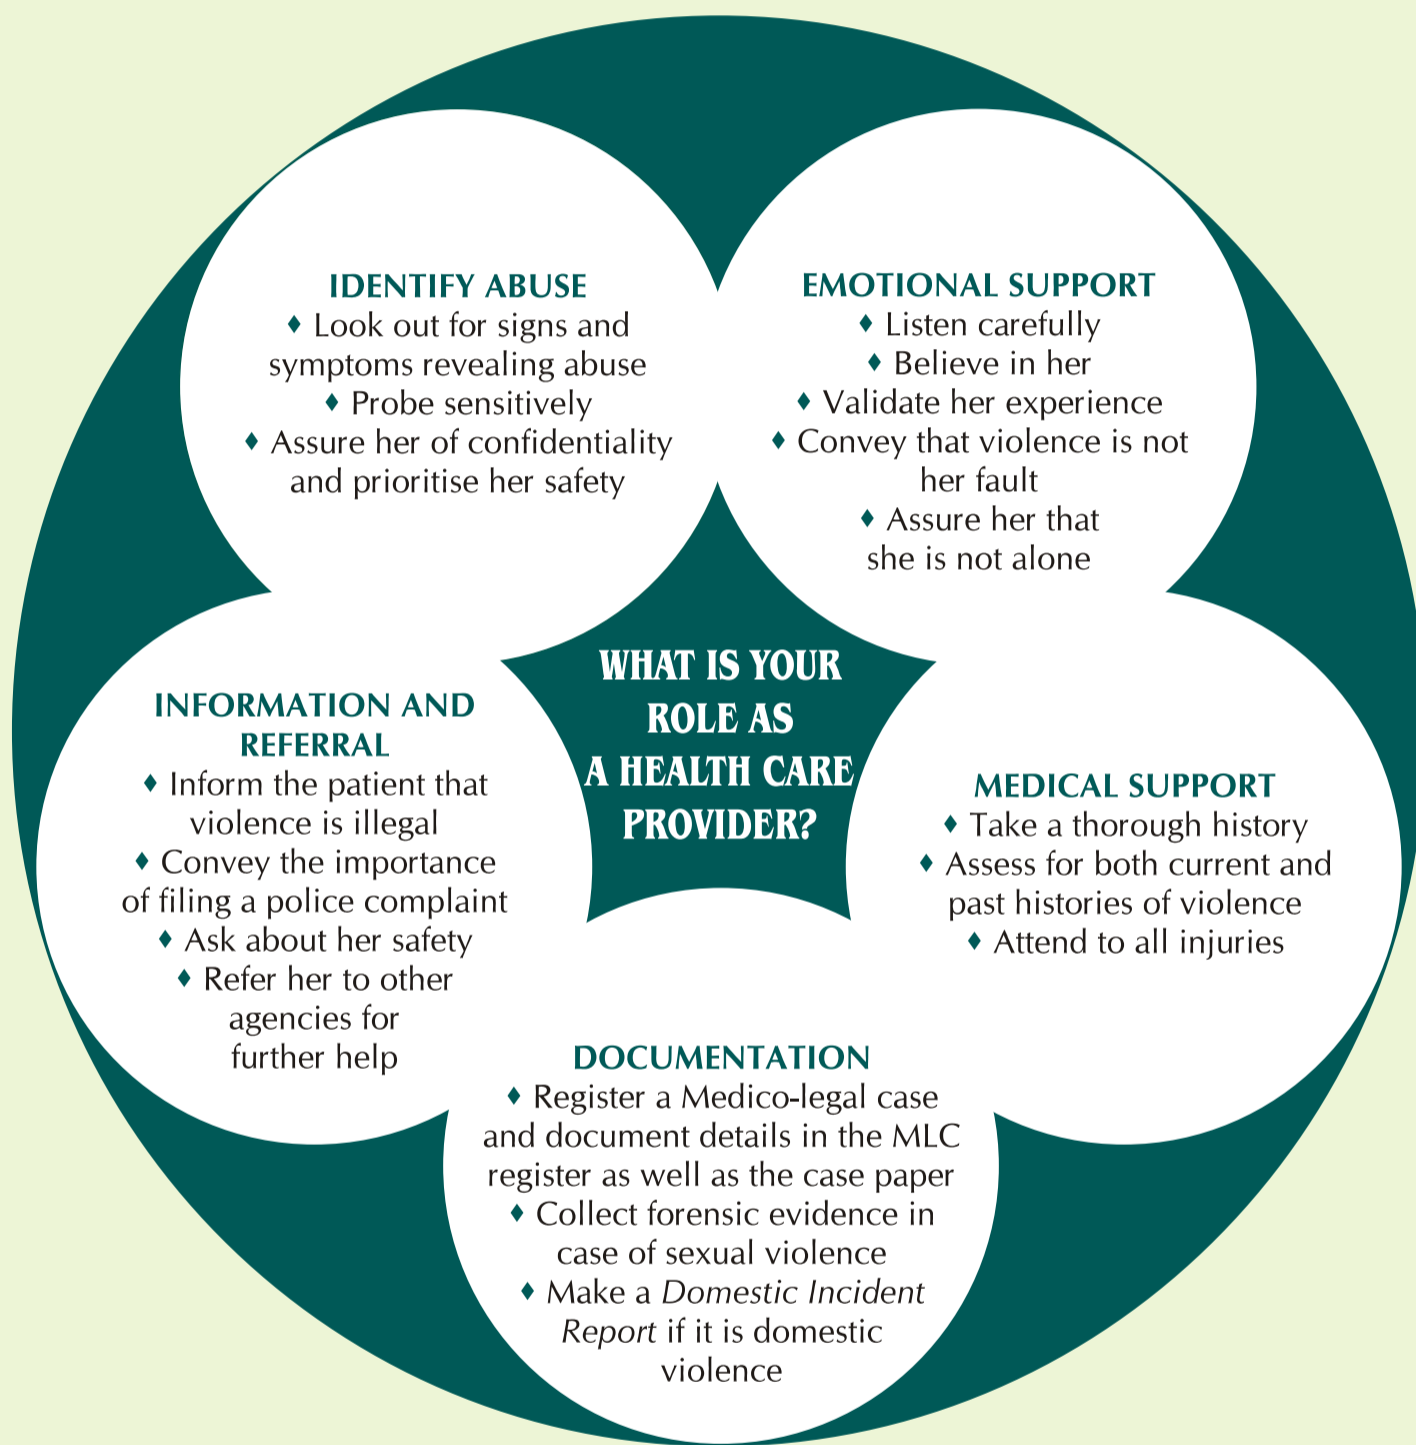 IDENTIFY ABUSE
♦ Look out for signs and
symptoms revealing abuse
♦ Probe sensitively
♦ Assure her of confidentiality
and prioritise her safety
EMOTIONAL SUPPORT
♦ Listen carefully
♦ Believe in her
♦ Validate her experience
♦ Convey that violence is not
her fault
♦ Assure her that
she is not alone
WHAT IS YOUR
ROLE AS
A HEALTH CARE
PROVIDER?
INFORMATION AND
REFERRAL
♦ Inform the patient that
violence is illegal
♦ Convey the importance
of filing a police complaint
♦ Ask about her safety
♦ Refer her to other
agencies for
further help
MEDICAL SUPPORT
♦ Take a thorough history
♦ Assess for both current and
past histories of violence
♦ Attend to all injuries
DOCUMENTATION
♦ Register a Medico-legal case
and document details in the MLC
register as well as the case paper
♦ Collect forensic evidence in
case of sexual violence
♦ Make a Domestic Incident
Report if it is domestic
violence